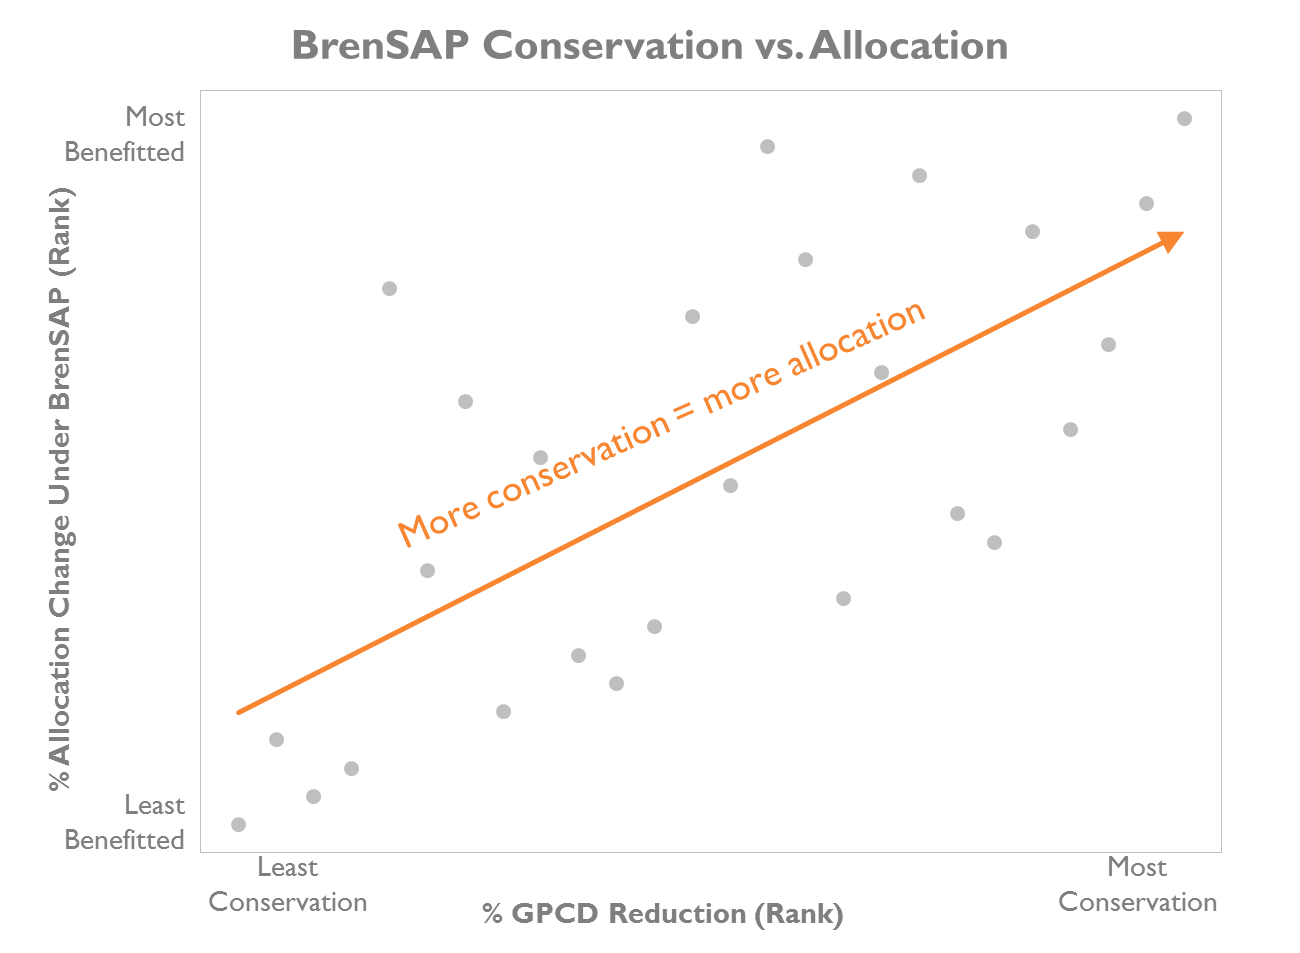 BrenSAP Conservation vs. Allocation
Most
Benefitted
% Allocation Change Under BrenSAP (Rank)
More conservation = more allocation
Least
Benefitted
Least
Conservation
Most
Conservation
% GPCD Reduction (Rank)